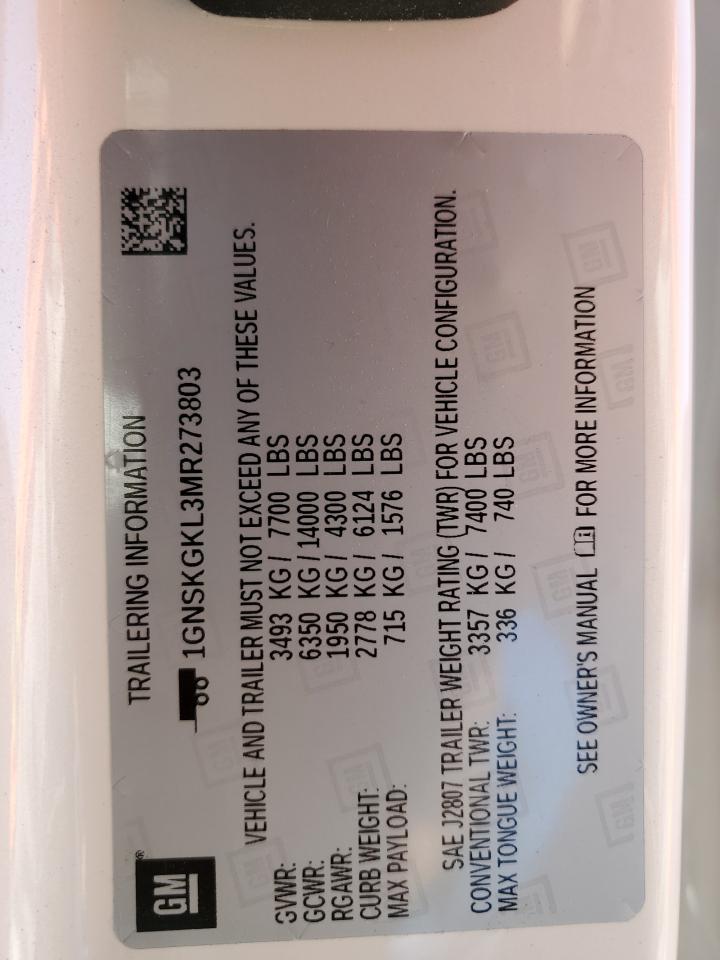 GM®
TRAILERING INFORMATION
1GNSKGKL3MR273803
VEHICLE AND TRAILER MUST NOT EXCEED ANY OF THESE VALUES.
GVWR: 3493 KG / 7700 LBS
GCWR: 6350 KG / 14000 LBS
RGAWR: 1950 KG / 4300 LBS
CURB WEIGHT: 2778 KG / 6124 LBS
MAX PAYLOAD: 715 KG / 1576 LBS
SAE J2807 TRAILER WEIGHT RATING (TWR) FOR VEHICLE CONFIGURATION.
CONVENTIONAL TWR: 3357 KG / 7400 LBS
MAX TONGUE WEIGHT: 336 KG / 740 LBS
SEE OWNER'S MANUAL FOR MORE INFORMATION